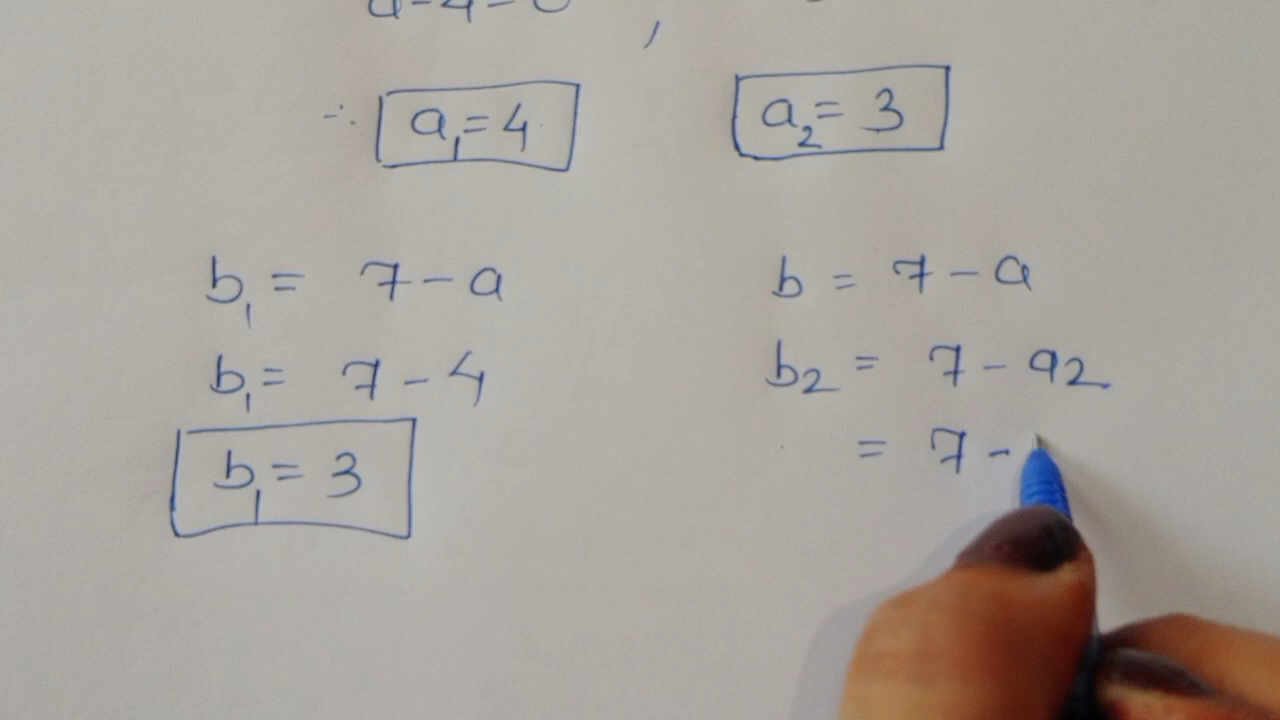 ,
∴ a₁ = 4 a₂ = 3
b₁ = 7 - a b = 7 - a
b₁ = 7 - 4 b₂ = 7 - a₂
b₁ = 3 = 7 -